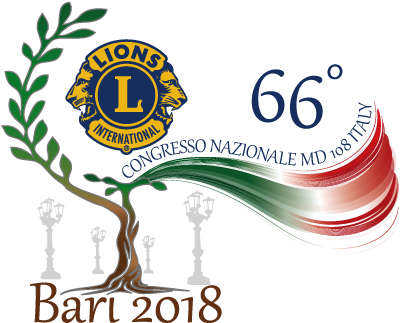 LIONS
L
INTERNATIONAL
®
66°
CONGRESSO NAZIONALE MD 108 ITALY
Bari 2018